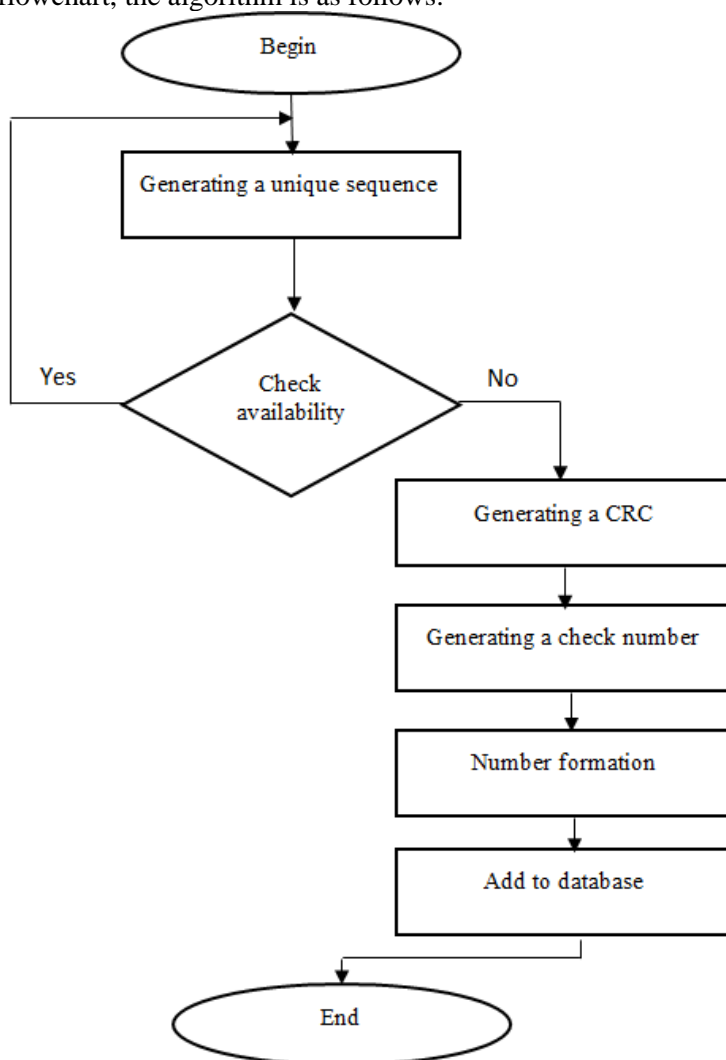 flowchart, the algorithm is as follows:
Begin
Generating a unique sequence
Check
availability
Yes
No
Generating a CRC
Generating a check number
Number formation
Add to database
End